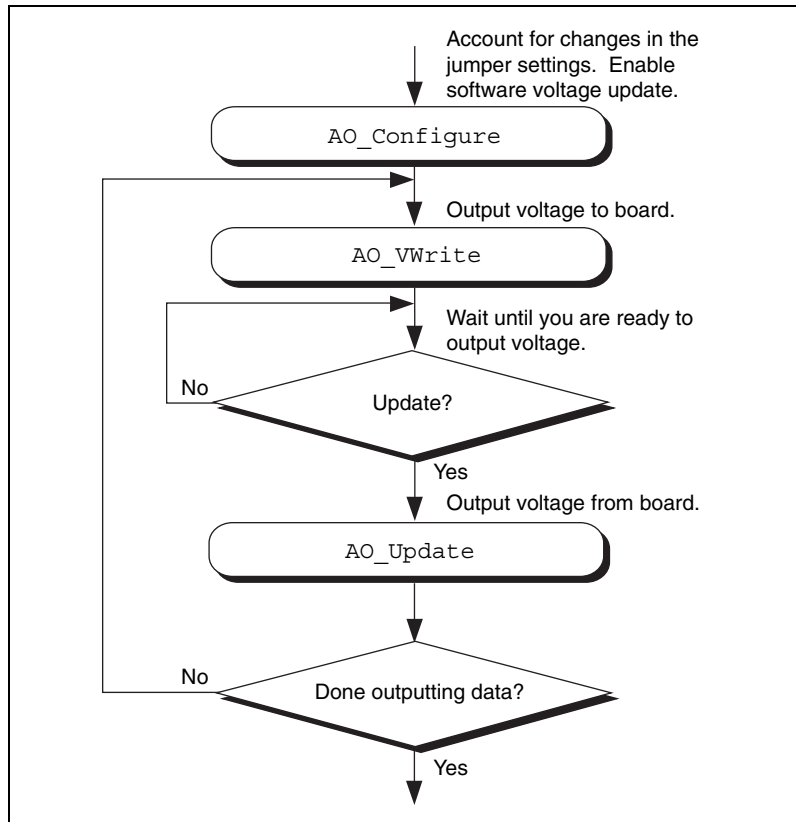 Account for changes in the
jumper settings. Enable
software voltage update.
AO_Configure
Output voltage to board.
AO_VWrite
Wait until you are ready to
output voltage.
No
Update?
Yes
Output voltage from board.
AO_Update
No
Done outputting data?
Yes